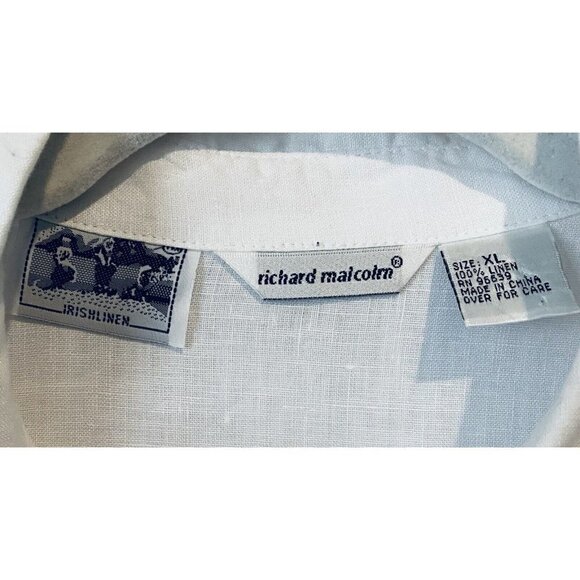 IRISHLINEN
richard malcolm®
SIZE: XL
100% LINEN
RN 96639
MADE IN CHINA
OVER FOR CARE